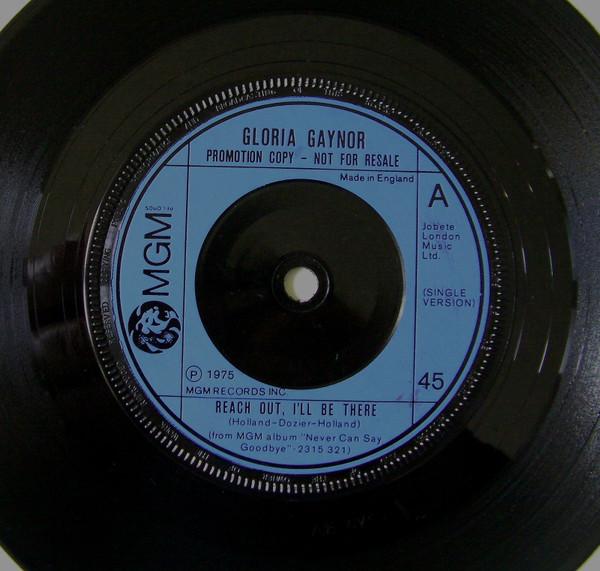 GLORIA GAYNOR
PROMOTION COPY - NOT FOR RESALE
Made in England
A
Jobete
London
Music
Ltd.
(SINGLE
VERSION)
MGM
℗ 1975
MGM RECORDS INC
45
REACH OUT, I'LL BE THERE
(Holland-Dozier-Holland)
(from MGM album "Never Can Say
Goodbye"-2315 321)